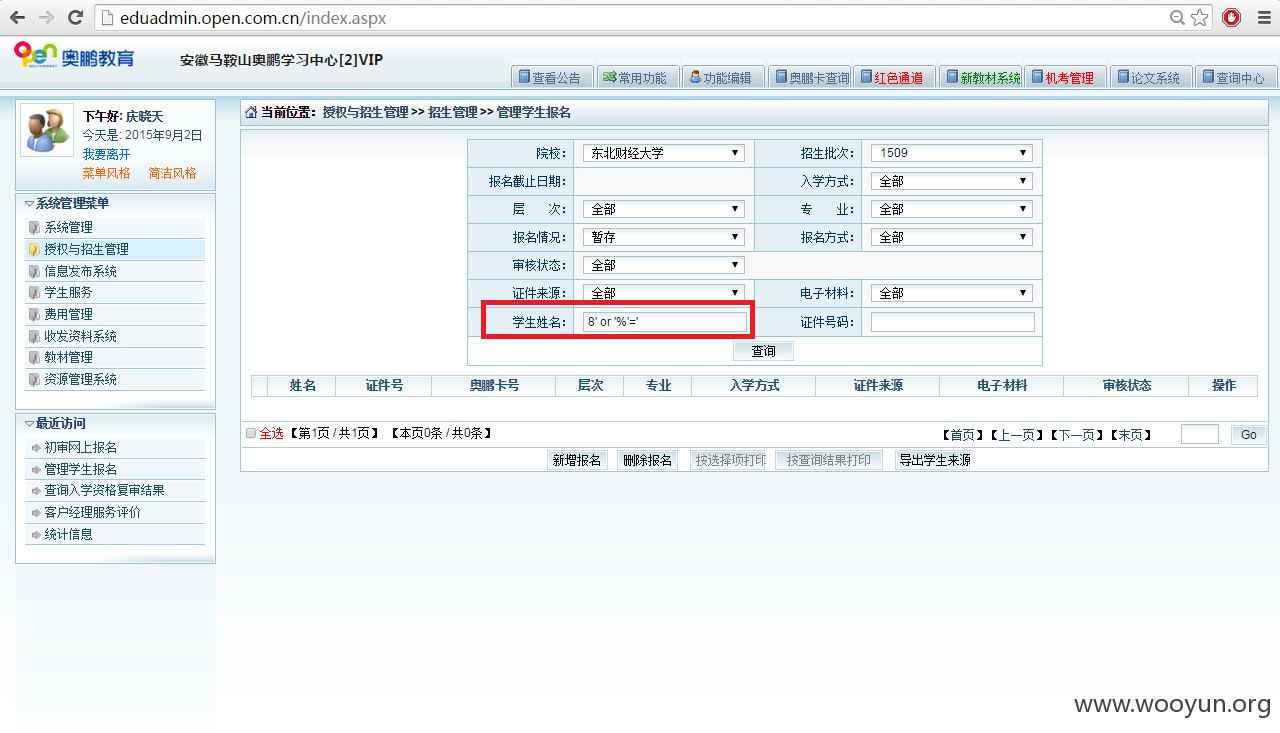 eduadmin.open.com.cn/index.aspx
open 奥鹏教育
安徽马鞍山奥鹏学习中心[2]VIP
查看公告 常用功能 功能编辑 奥鹏卡查询 红色通道 新教材系统 机考管理 论文系统 查询中心
下午好: 庆晓天
今天是: 2015年9月2日
我要离开
菜单风格 简洁风格
系统管理菜单
系统管理
授权与招生管理
信息发布系统
学生服务
费用管理
收发资料系统
教材管理
资源管理系统
最近访问
初审网上报名
管理学生报名
查询入学资格复审结果
客户经理服务评价
统计信息
当前位置: 授权与招生管理 >> 招生管理 >> 管理学生报名
院校: 东北财经大学 招生批次: 1509
报名截止日期: 入学方式: 全部
层 次: 全部 专 业: 全部
报名情况: 暂存 报名方式: 全部
审核状态: 全部
证件来源: 全部 电子材料: 全部
学生姓名: 8' or '%'=' 证件号码:
查询
姓名 证件号 奥鹏卡号 层次 专业 入学方式 证件来源 电子材料 审核状态 操作
全选 【第1页 / 共1页】 【本页0条 / 共0条】 【首页】【上一页】【下一页】【末页】 Go
新增报名 删除报名 按选择项打印 按查询结果打印 导出学生来源
www.wooyun.org